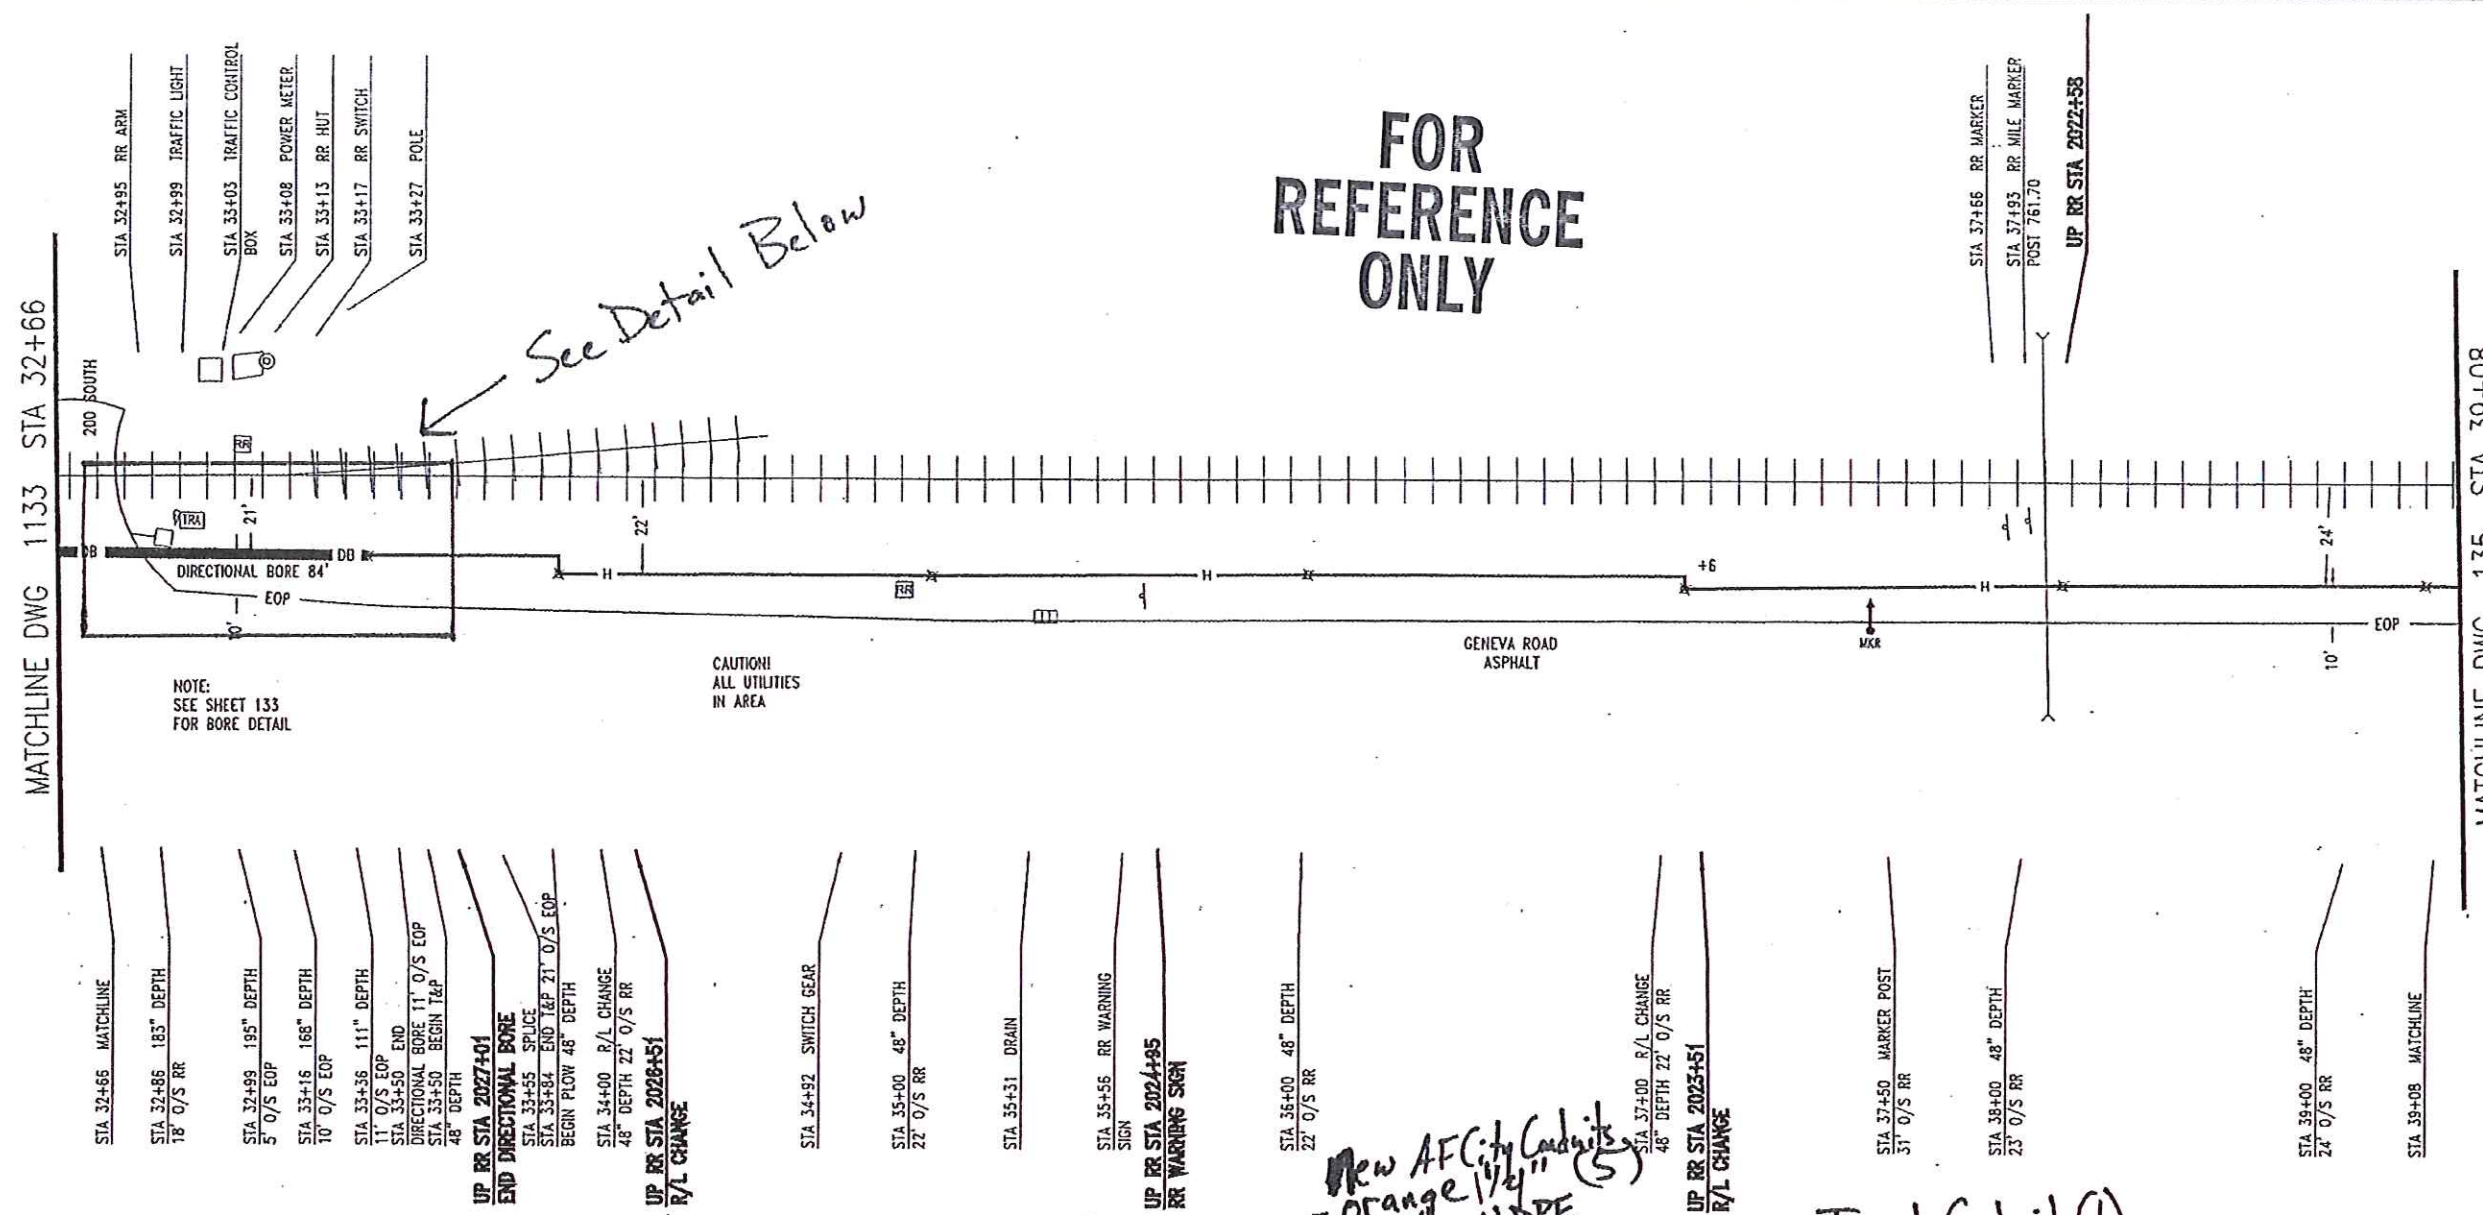 STA 32+95 RR ARM
STA 32+99 TRAFFIC LIGHT
STA 33+03 TRAFFIC CONTROL
BOX
STA 33+08 POWER METER
STA 33+13 RR HUT
STA 33+17 RR SWITCH
STA 33+27 POLE
See Detail Below
FOR
REFERENCE
ONLY
STA 37+66 RR MARKER
STA 37+93 RR MILE MARKER
POST 761.70
UP RR STA 2022+58
MATCHLINE DWG 1133 STA 32+66
200 SOUTH
RR
TRA
21'
22'
24'
DB
DB
DIRECTIONAL BORE 84'
EOP
H
RR
H
+6
H
EOP
10'
MKR
GENEVA ROAD
ASPHALT
NOTE:
SEE SHEET 133
FOR BORE DETAIL
CAUTION!
ALL UTILITIES
IN AREA
MATCHLINE DWG 135 STA 39+08
STA 32+66 MATCHLINE
STA 32+86 183" DEPTH
18' O/S RR
STA 32+99 195" DEPTH
5' O/S EOP
STA 33+16 168" DEPTH
10' O/S EOP
STA 33+36 111" DEPTH
11' O/S EOP
STA 33+50 END
DIRECTIONAL BORE 11' O/S EOP
STA 33+50 BEGIN T&P
48" DEPTH
UP RR STA 2027+01
END DIRECTIONAL BORE
STA 33+55 SPLICE
STA 33+84 END T&P 21' O/S EOP
BEGIN PLOW 48" DEPTH
STA 34+00 R/L CHANGE
48" DEPTH 22' O/S RR
UP RR STA 2026+51
R/L CHANGE
STA 34+92 SWITCH GEAR
STA 35+00 48" DEPTH
22' O/S RR
STA 35+31 DRAIN
STA 35+56 RR WARNING
SIGN
UP RR STA 2024+95
RR WARNING SIGN
STA 36+00 48" DEPTH
22' O/S RR
New AF City Conduits
orange 1 1/4" (5)
HDPE
STA 37+00 R/L CHANGE
48" DEPTH 22' O/S RR
UP RR STA 2023+51
R/L CHANGE
STA 37+50 MARKER POST
31' O/S RR
STA 38+00 48" DEPTH
23' O/S RR
STA 39+00 48" DEPTH
24' O/S RR
STA 39+08 MATCHLINE